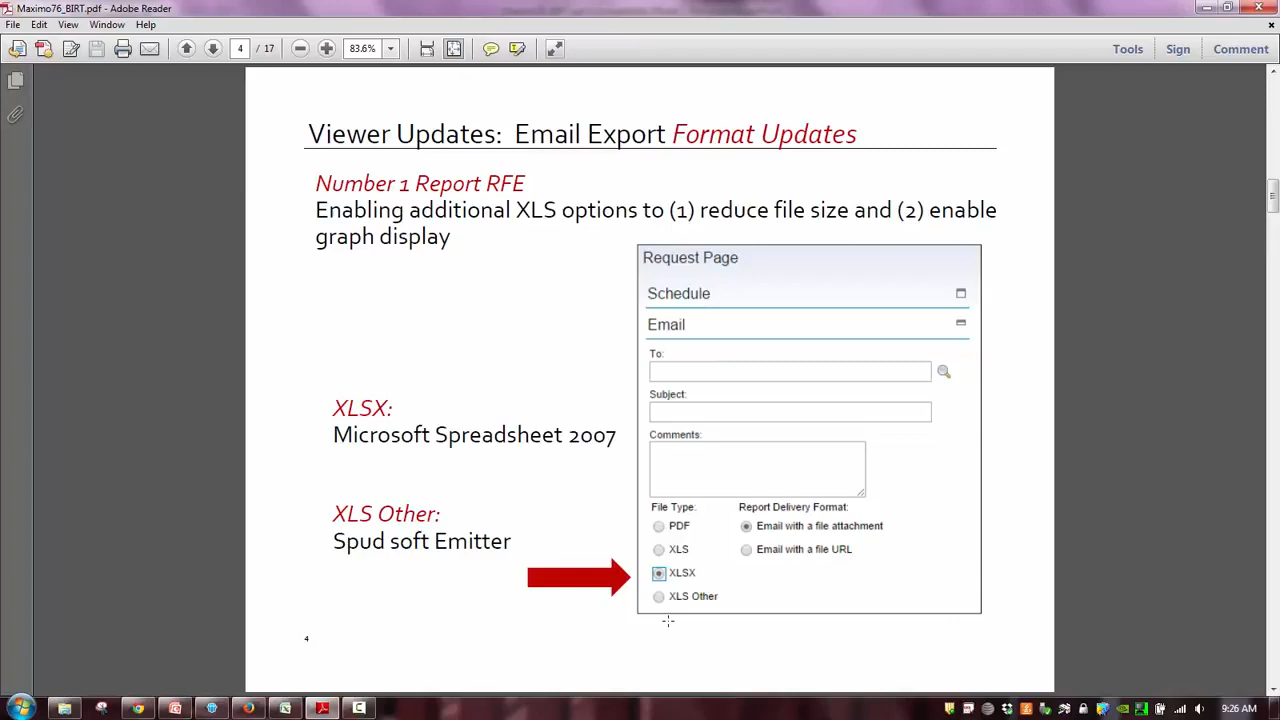 Maximo76_BIRT.pdf - Adobe Reader
File Edit View Window Help
4 / 17 83.6% Tools Sign Comment
Viewer Updates: Email Export Format Updates
Number 1 Report RFE
Enabling additional XLS options to (1) reduce file size and (2) enable
graph display
Request Page
Schedule
Email
To:
Subject:
Comments:
XLSX:
Microsoft Spreadsheet 2007
XLS Other:
Spud soft Emitter
File Type: Report Delivery Format:
PDF Email with a file attachment
XLS Email with a file URL
XLSX
XLS Other
4
9:26 AM